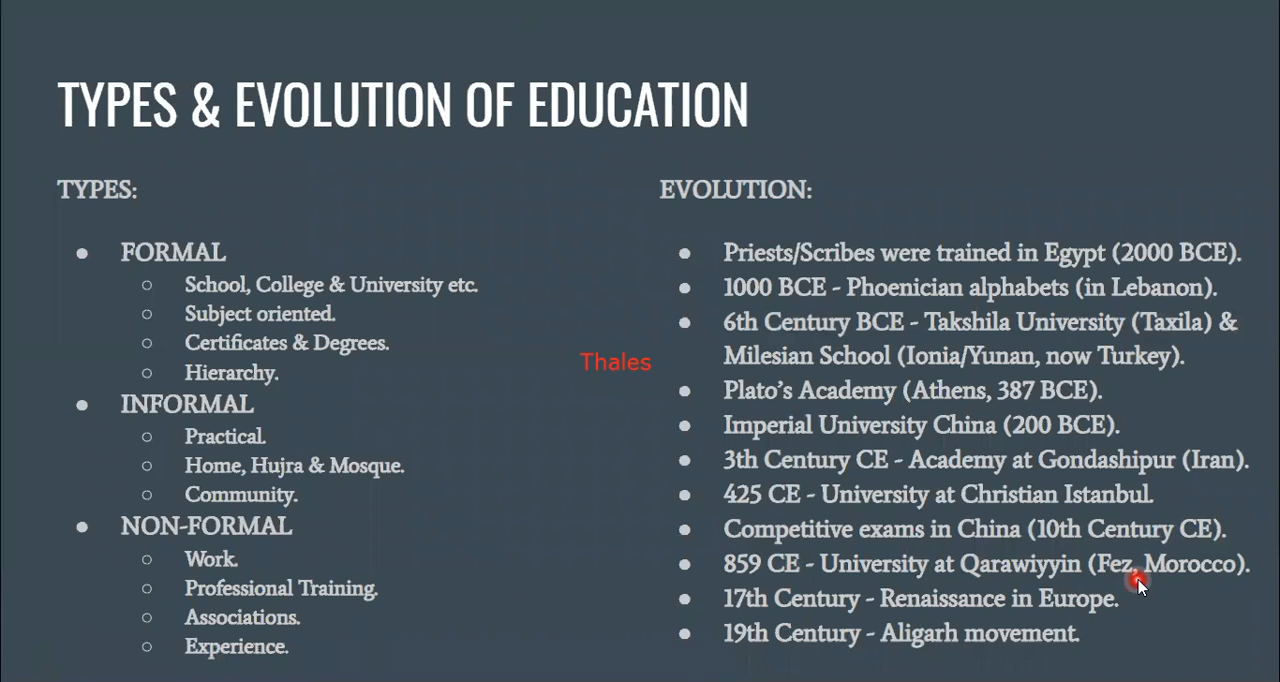 TYPES & EVOLUTION OF EDUCATION
TYPES:
FORMAL
School, College & University etc.
Subject oriented.
Certificates & Degrees.
Hierarchy.
INFORMAL
Practical.
Home, Hujra & Mosque.
Community.
NON-FORMAL
Work.
Professional Training.
Associations.
Experience.
Thales
EVOLUTION:
Priests/Scribes were trained in Egypt (2000 BCE).
1000 BCE - Phoenician alphabets (in Lebanon).
6th Century BCE - Takshila University (Taxila) &
Milesian School (Ionia/Yunan, now Turkey).
Plato's Academy (Athens, 387 BCE).
Imperial University China (200 BCE).
3th Century CE - Academy at Gondashipur (Iran).
425 CE - University at Christian Istanbul.
Competitive exams in China (10th Century CE).
859 CE - University at Qarawiyyin (Fez, Morocco).
17th Century - Renaissance in Europe.
19th Century - Aligarh movement.